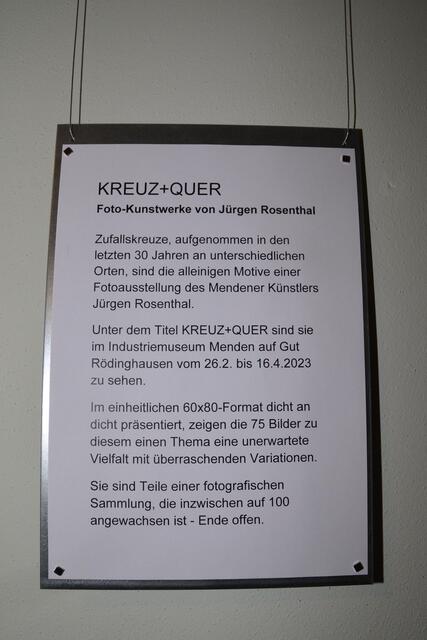 KREUZ+QUER
Foto-Kunstwerke von Jürgen Rosenthal
Zufallskreuze, aufgenommen in den
letzten 30 Jahren an unterschiedlichen
Orten, sind die alleinigen Motive einer
Fotoausstellung des Mendener Künstlers
Jürgen Rosenthal.
Unter dem Titel KREUZ+QUER sind sie
im Industriemuseum Menden auf Gut
Rödinghausen vom 26.2. bis 16.4.2023
zu sehen.
Im einheitlichen 60x80-Format dicht an
dicht präsentiert, zeigen die 75 Bilder zu
diesem einen Thema eine unerwartete
Vielfalt mit überraschenden Variationen.
Sie sind Teile einer fotografischen
Sammlung, die inzwischen auf 100
angewachsen ist - Ende offen.